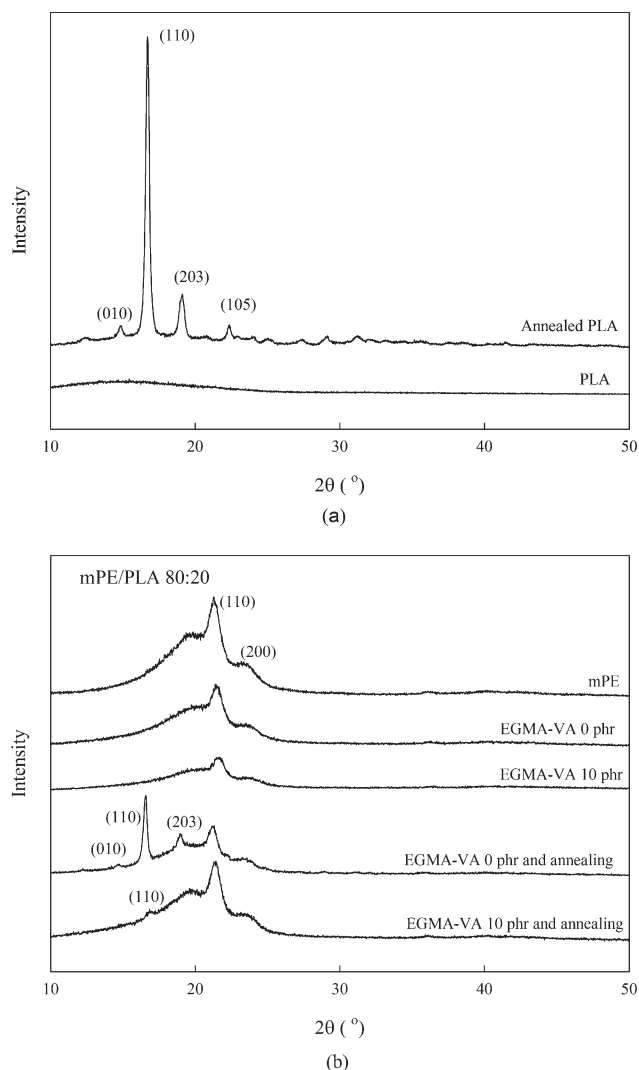 (110)
(203)
(010)
(105)
Annealed PLA
PLA
Intensity
10 20 30 40 50
2θ ( °)
(a)
mPE/PLA 80:20
(110)
(200)
mPE
EGMA-VA 0 phr
EGMA-VA 10 phr
(110)
(203)
(010)
EGMA-VA 0 phr and annealing
(110)
EGMA-VA 10 phr and annealing
Intensity
10 20 30 40 50
2θ ( °)
(b)